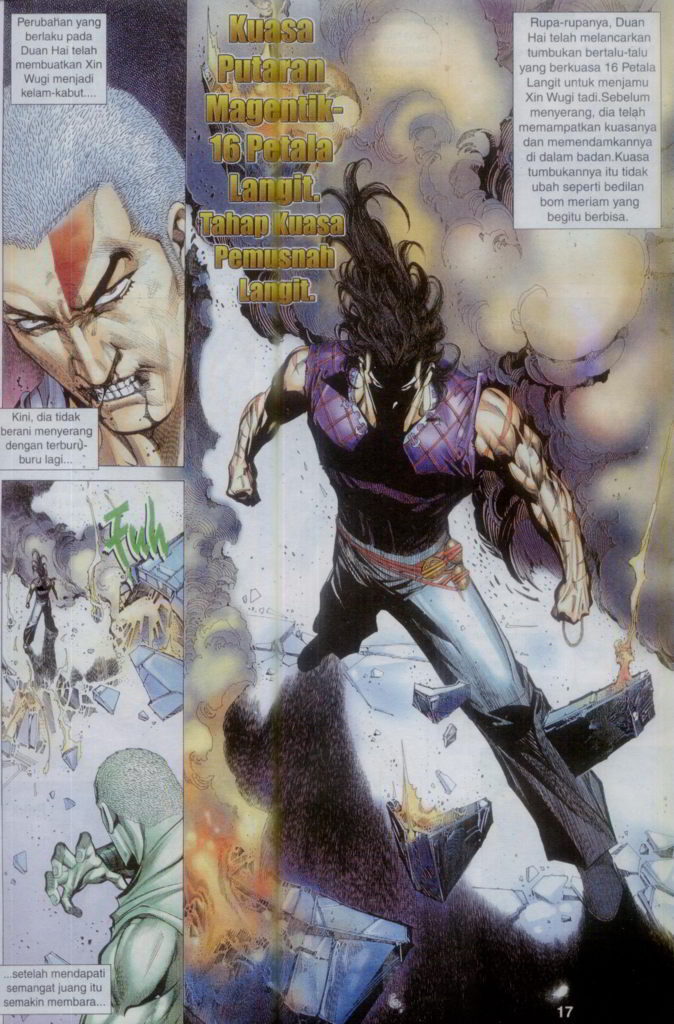 Perubahan yang
berlaku pada
Duan Hai telah
membuatkan Xin
Wugi menjadi
kelam-kabut....
Kuasa
Putaran
Magentik-
16 Petala
Langit.
Tahap Kuasa
Pemusnah
Langit.
Rupa-rupanya, Duan
Hai telah melancarkan
tumbukan bertalu-talu
yang berkuasa 16 Petala
Langit untuk menjamu
Xin Wugi tadi.Sebelum
menyerang, dia telah
memampatkan kuasanya
dan memendamkannya
di dalam badan.Kuasa
tumbukannya itu tidak
ubah seperti bedilan
bom meriam yang
begitu berbisa.
Kini, dia tidak
berani menyerang
dengan terburu-
buru lagi...
Fuh
...setelah mendapati
semangat juang itu
semakin membara...
17